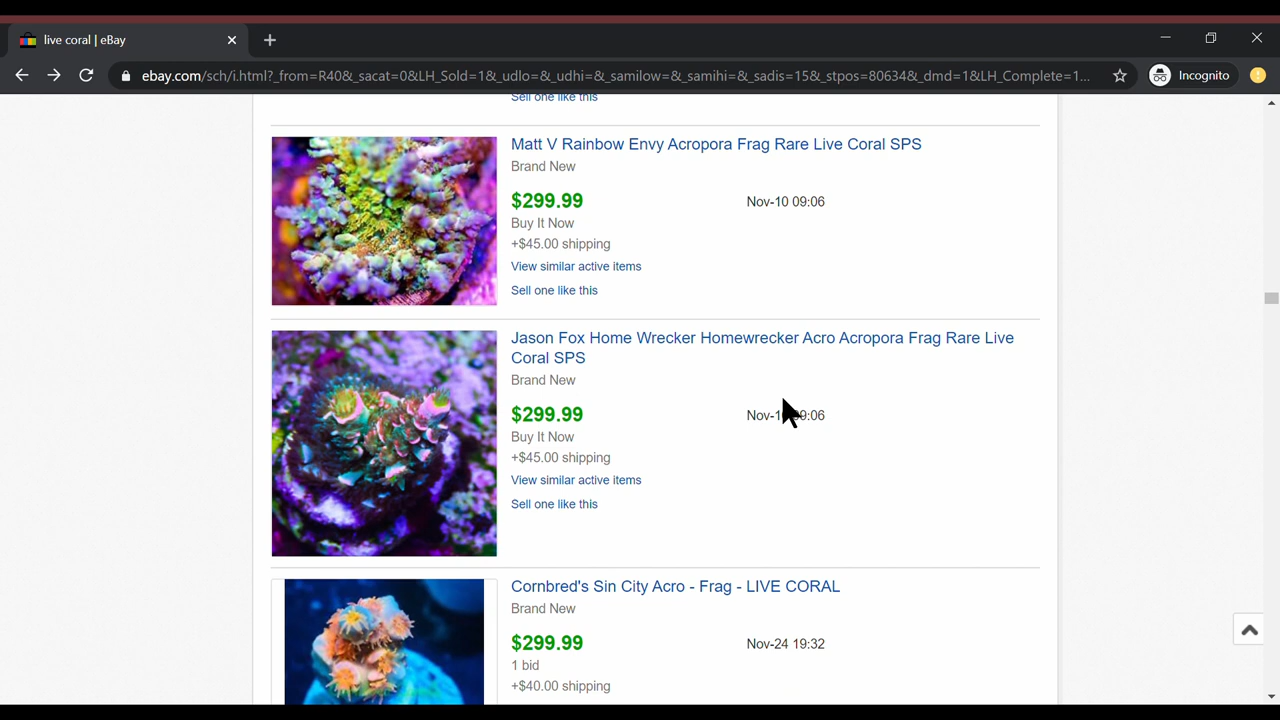 live coral | eBay
ebay.com/sch/i.html?_from=R40&_sacat=0&LH_Sold=1&_udlo=&_udhi=&_samilow=&_samihi=&_sadis=15&_stpos=80634&_dmd=1&LH_Complete=1...
Incognito
Sell one like this
Matt V Rainbow Envy Acropora Frag Rare Live Coral SPS
Brand New
$299.99
Nov-10 09:06
Buy It Now
+$45.00 shipping
View similar active items
Sell one like this
Jason Fox Home Wrecker Homewrecker Acro Acropora Frag Rare Live
Coral SPS
Brand New
$299.99
Buy It Now
+$45.00 shipping
View similar active items
Sell one like this
Cornbred's Sin City Acro - Frag - LIVE CORAL
Brand New
$299.99
Nov-24 19:32
1 bid
+$40.00 shipping